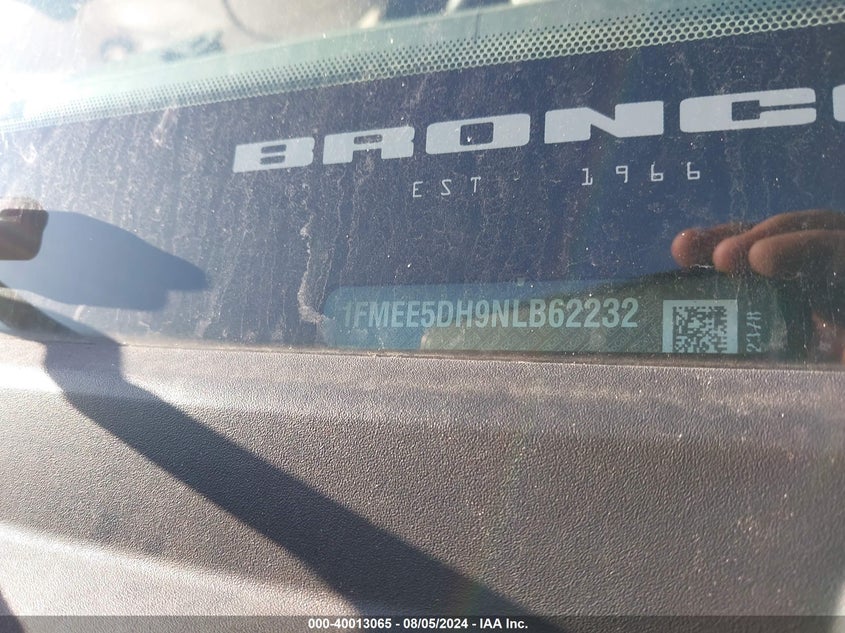 BRONCO
EST - 1966
1FMEE5DH9NLB62232
000-40013065 - 08/05/2024 - IAA Inc.